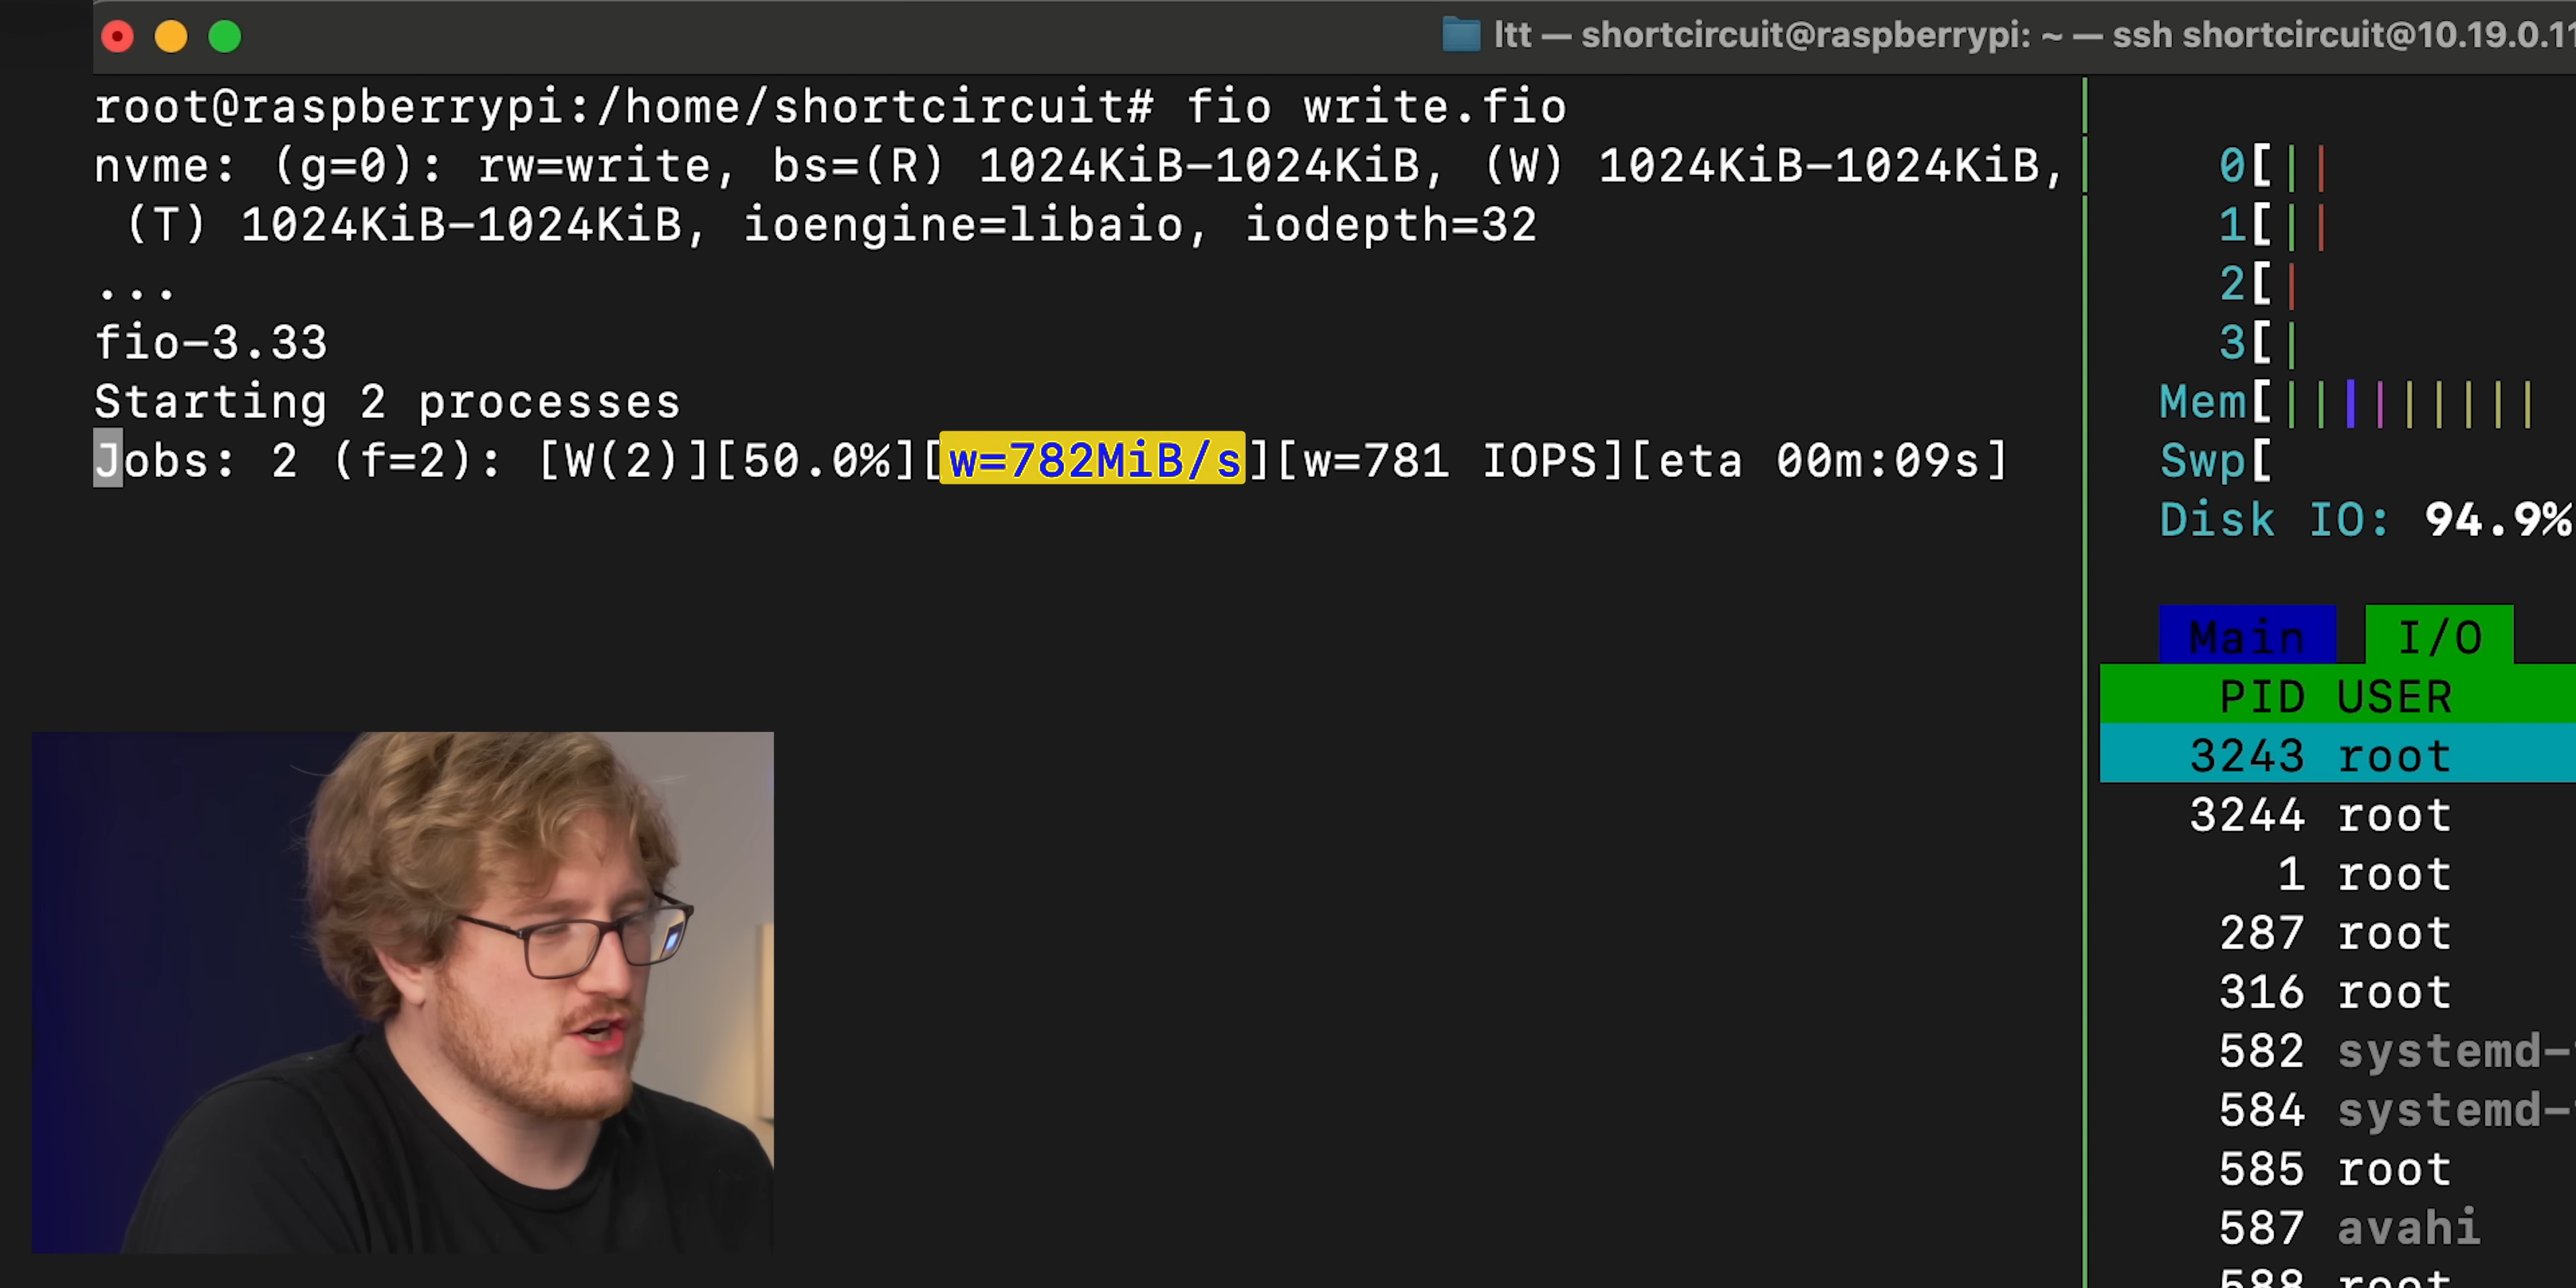 ltt — shortcircuit@raspberrypi: ~ — ssh shortcircuit@10.19.0.11
root@raspberrypi:/home/shortcircuit# fio write.fio
nvme: (g=0): rw=write, bs=(R) 1024KiB-1024KiB, (W) 1024KiB-1024KiB,
(T) 1024KiB-1024KiB, ioengine=libaio, iodepth=32
...
fio-3.33
Starting 2 processes
Jobs: 2 (f=2): [W(2)][50.0%][w=782MiB/s][w=781 IOPS][eta 00m:09s]
0[||
1[||
2[|
3[|
Mem[|||||||||
Swp[
Disk IO: 94.9%
Main I/O
PID USER
3243 root
3244 root
1 root
287 root
316 root
582 systemd-
584 systemd-
585 root
587 avahi
588 root